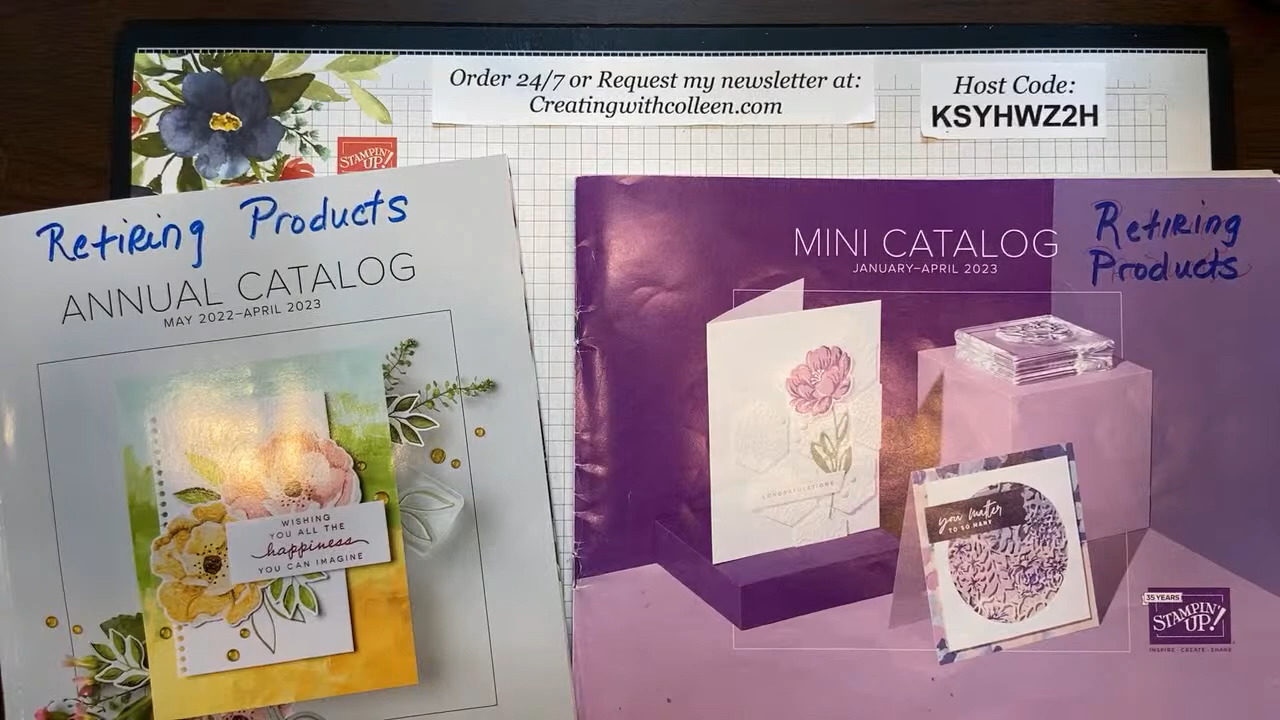 Order 24/7 or Request my newsletter at:
Creatingwithcolleen.com
Host Code:
KSYHWZ2H
STAMPIN' UP!
Retiring Products
ANNUAL CATALOG
MAY 2022–APRIL 2023
WISHING
YOU ALL THE
happiness
YOU CAN IMAGINE
MINI CATALOG
JANUARY–APRIL 2023
Retiring
Products
CONGRATULATIONS
you matter
TO SO MANY
35 YEARS
STAMPIN' UP!
INSPIRE · CREATE · SHARE